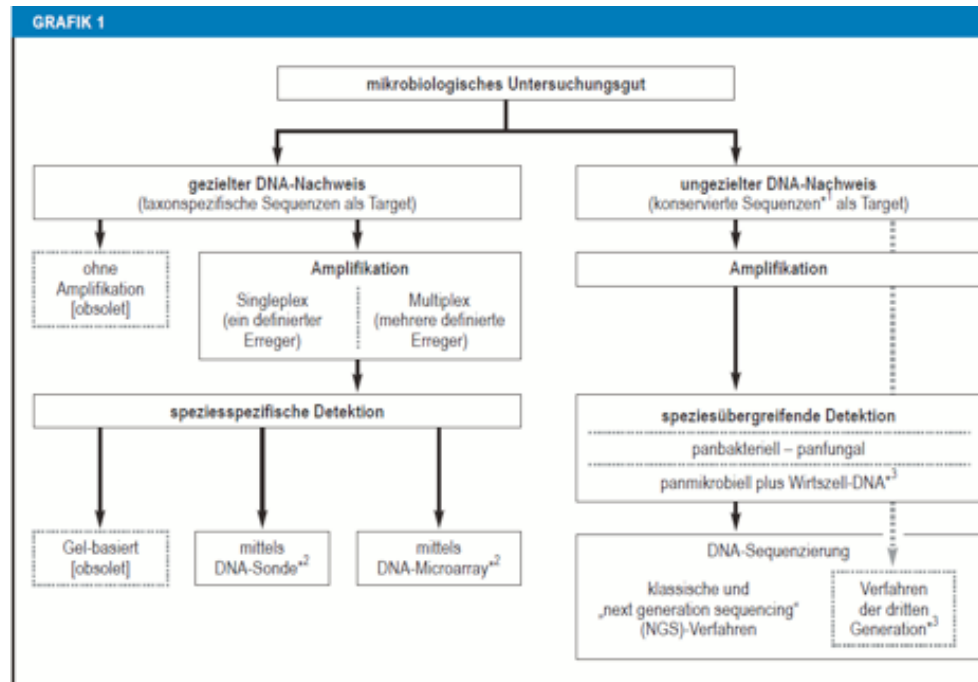 GRAFIK 1
mikrobiologisches Untersuchungsgut
gezielter DNA-Nachweis
(taxonspezifische Sequenzen als Target)
ungezielter DNA-Nachweis
(konservierte Sequenzen*1 als Target)
ohne
Amplifikation
[obsolet]
Amplifikation
Singleplex
(ein definierter
Erreger)
Multiplex
(mehrere definierte
Erreger)
Amplifikation
speziesspezifische Detektion
speziesübergreifende Detektion
panbakteriell – panfungal
panmikrobiell plus Wirtszell-DNA*3
Gel-basiert
[obsolet]
mittels
DNA-Sonde*2
mittels
DNA-Microarray*2
DNA-Sequenzierung
klassische und
„next generation sequencing“
(NGS)-Verfahren
Verfahren
der dritten
Generation*3